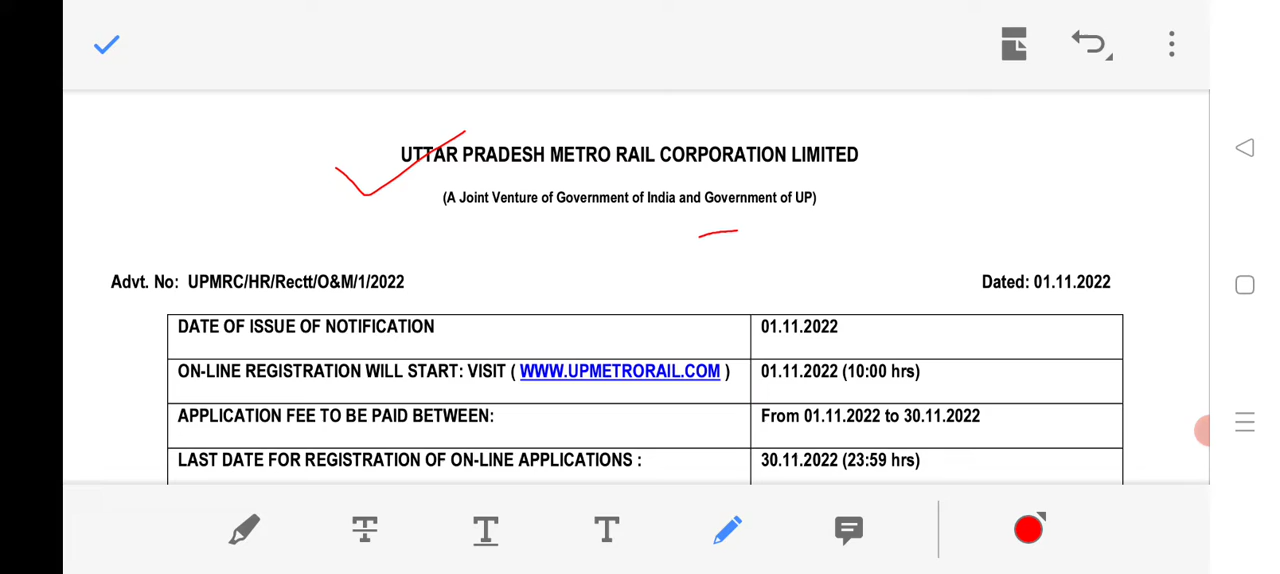 UTTAR PRADESH METRO RAIL CORPORATION LIMITED
(A Joint Venture of Government of India and Government of UP)
Advt. No: UPMRC/HR/Rectt/O&M/1/2022 Dated: 01.11.2022
DATE OF ISSUE OF NOTIFICATION 01.11.2022
ON-LINE REGISTRATION WILL START: VISIT ( WWW.UPMETRORAIL.COM ) 01.11.2022 (10:00 hrs)
APPLICATION FEE TO BE PAID BETWEEN: From 01.11.2022 to 30.11.2022
LAST DATE FOR REGISTRATION OF ON-LINE APPLICATIONS : 30.11.2022 (23:59 hrs)